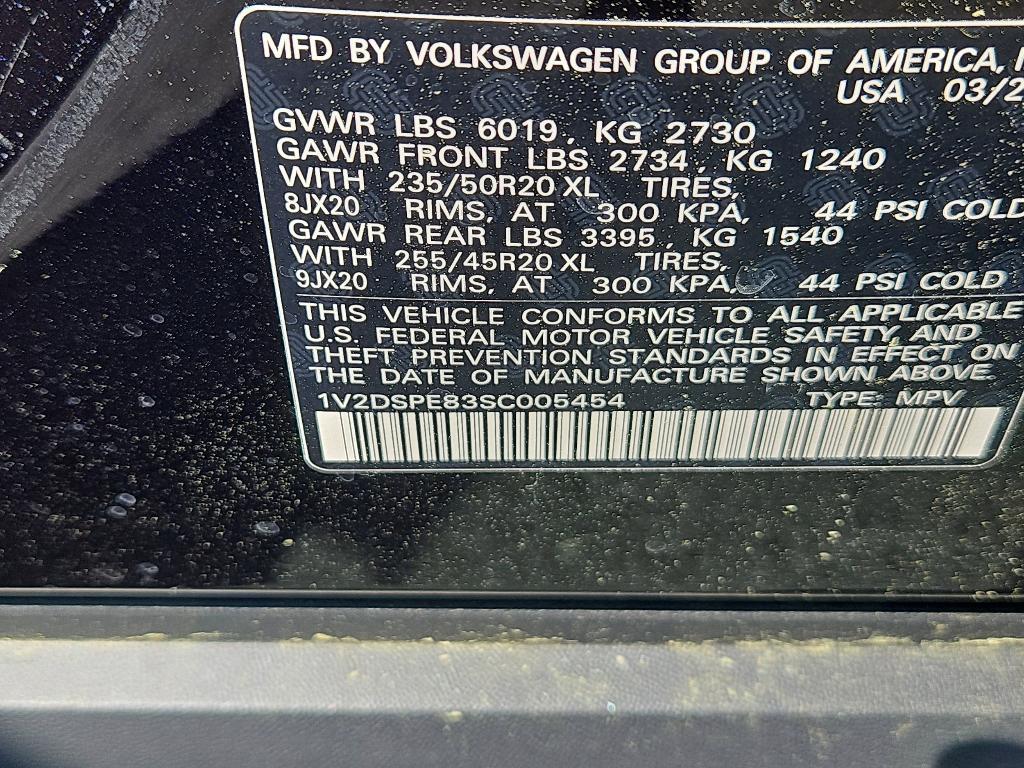 MFD BY VOLKSWAGEN GROUP OF AMERICA,
USA 03/2
GVWR LBS 6019, KG 2730
GAWR FRONT LBS 2734, KG 1240
WITH 235/50R20 XL TIRES,
8JX20 RIMS, AT 300 KPA, 44 PSI COLD
GAWR REAR LBS 3395, KG 1540
WITH 255/45R20 XL TIRES,
9JX20 RIMS, AT 300 KPA, 44 PSI COLD
THIS VEHICLE CONFORMS TO ALL APPLICABLE
U.S. FEDERAL MOTOR VEHICLE SAFETY, AND
THEFT PREVENTION STANDARDS IN EFFECT ON
THE DATE OF MANUFACTURE SHOWN ABOVE
1V2DSPE83SC005454 TYPE: MPV